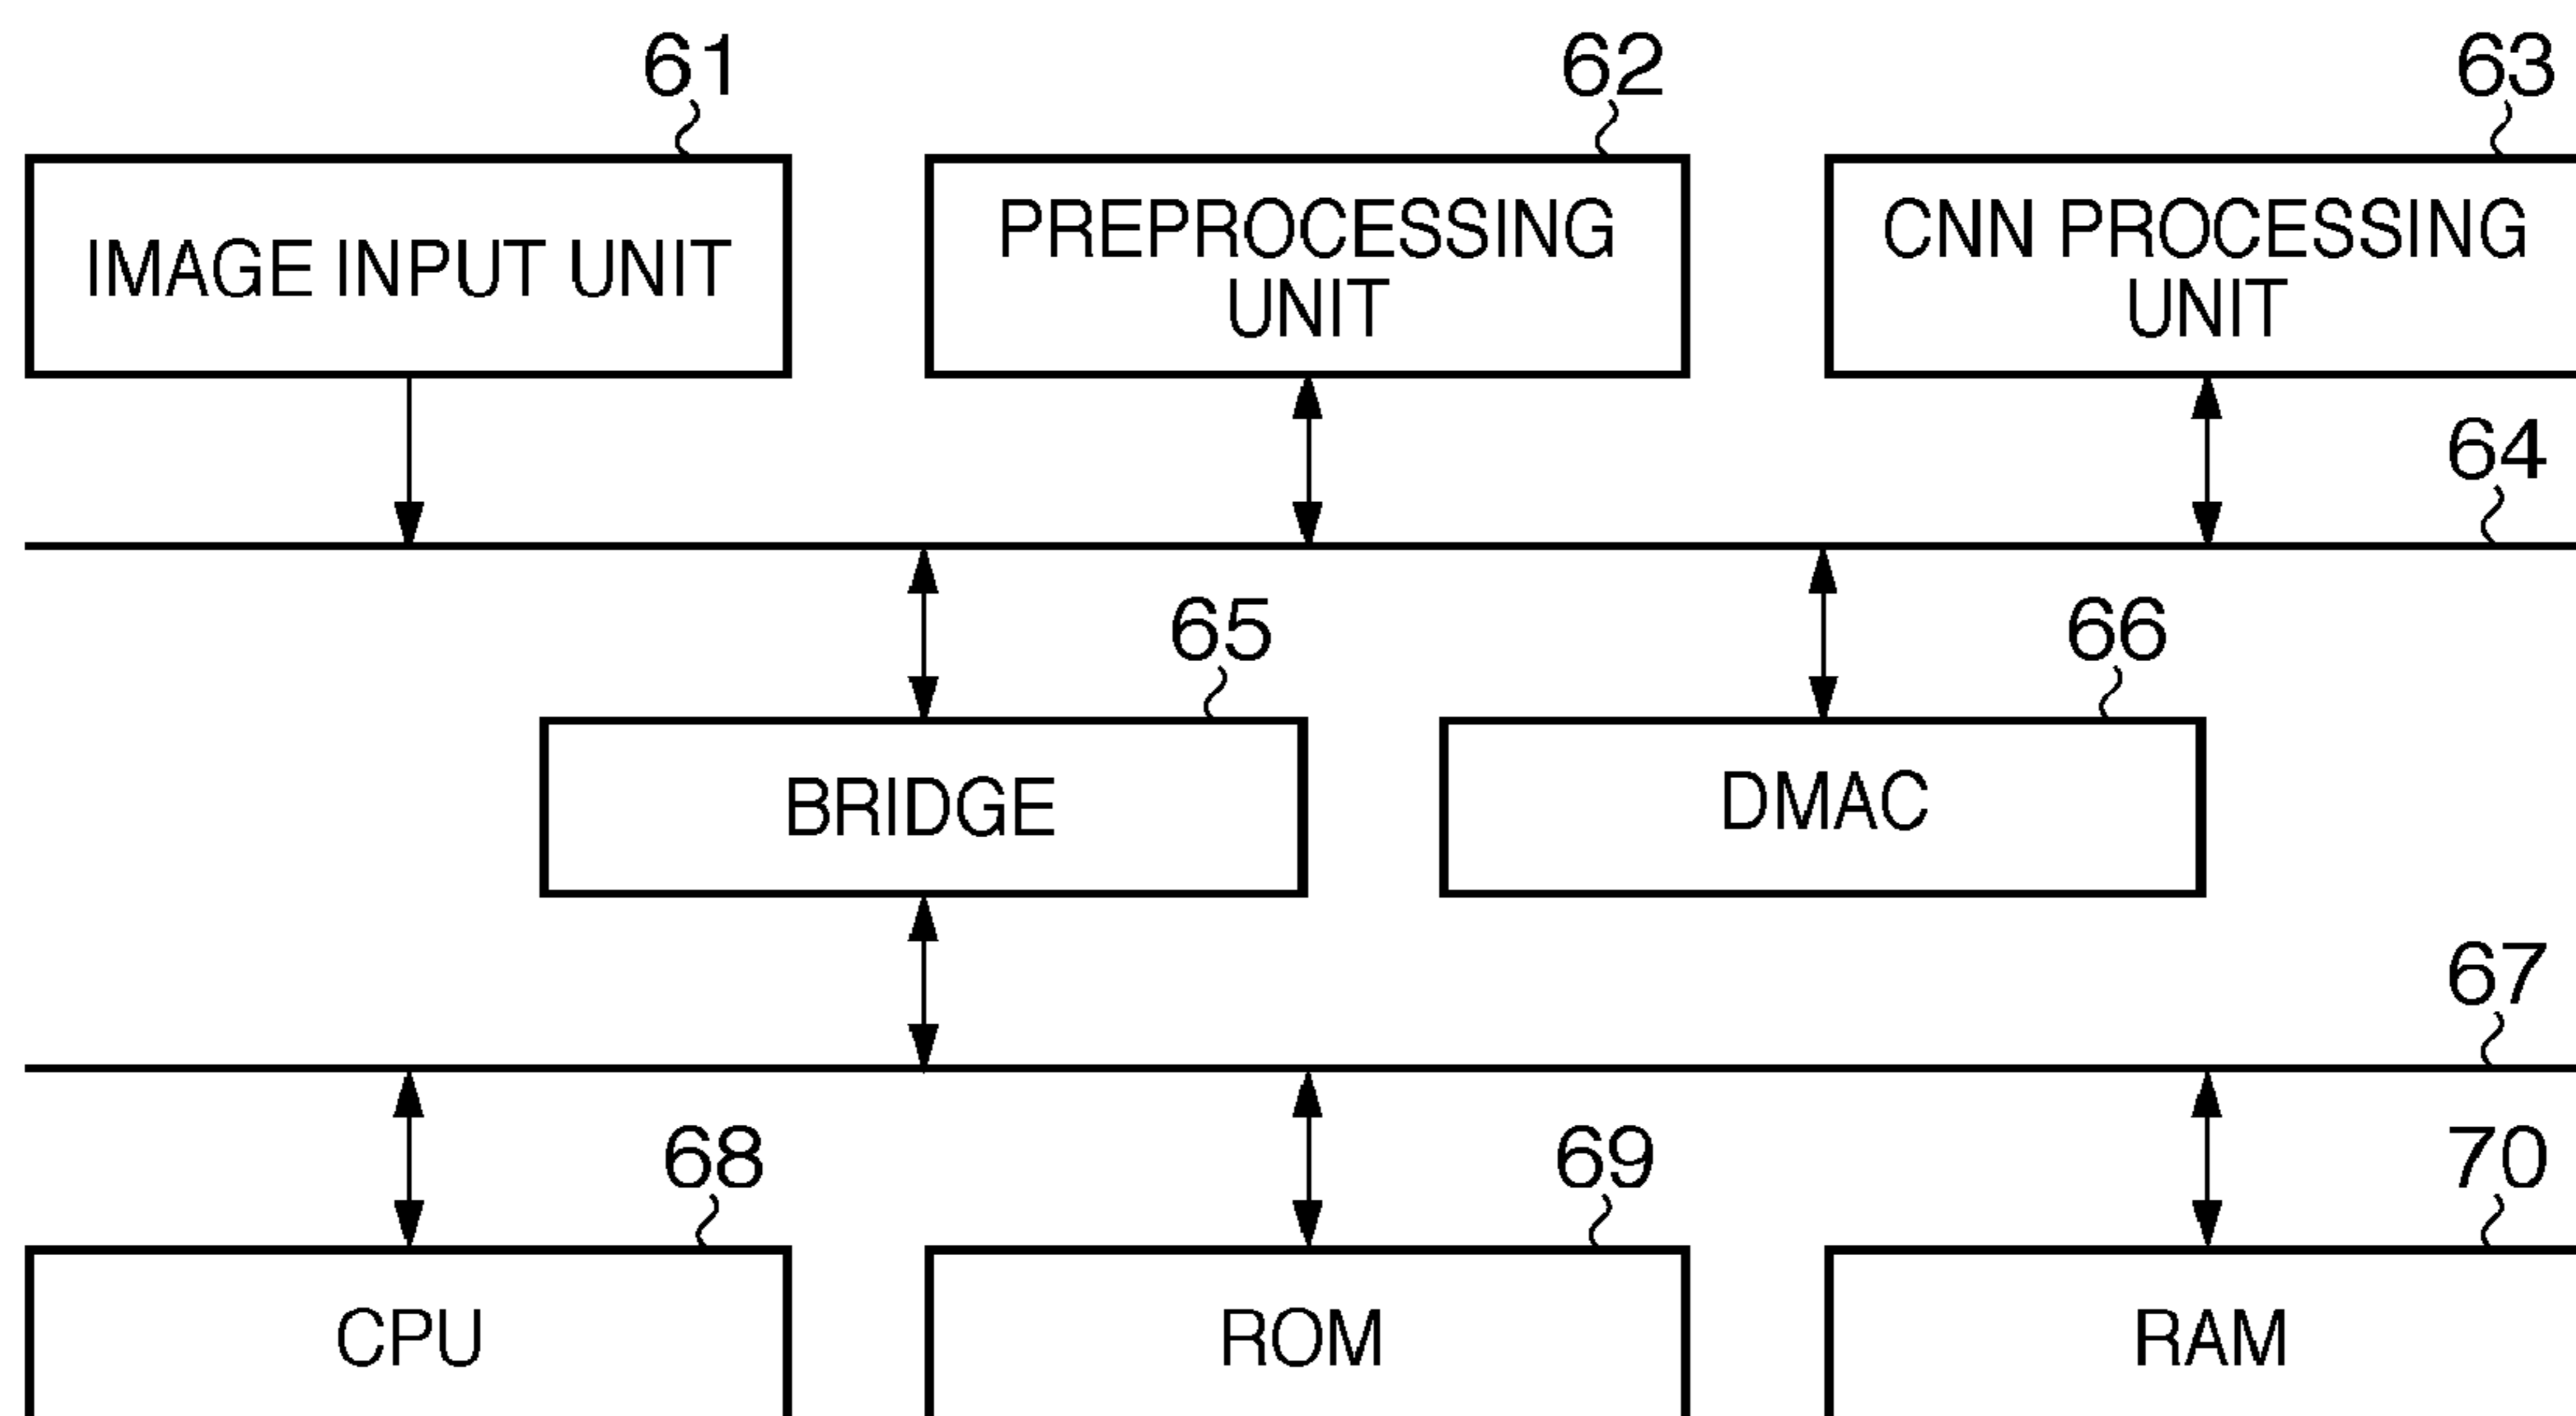 61
62
63
IMAGE INPUT UNIT
PREPROCESSING
UNIT
CNN PROCESSING
UNIT
64
65
66
BRIDGE
DMAC
67
68
69
70
CPU
ROM
RAM